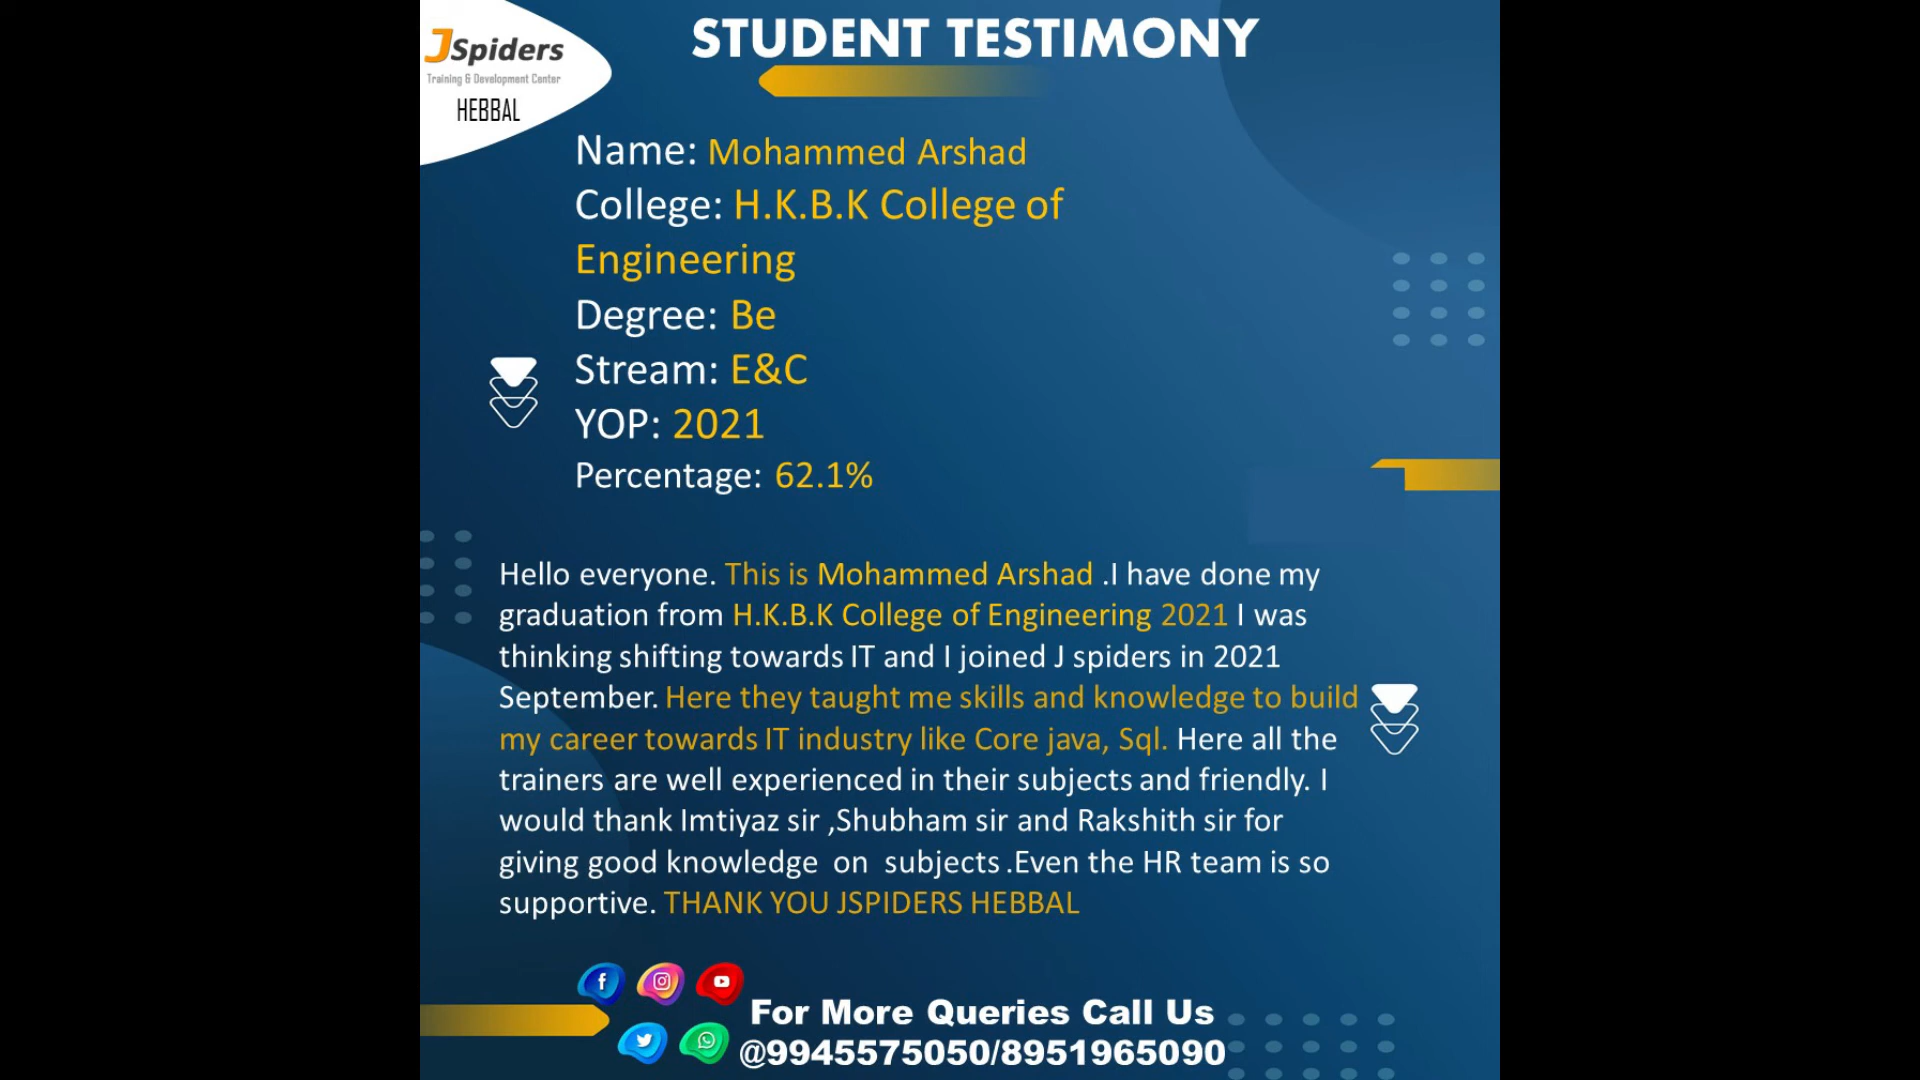 JSpiders
Training & Development Center
HEBBAL
STUDENT TESTIMONY
Name: Mohammed Arshad
College: H.K.B.K College of
Engineering
Degree: Be
Stream: E&C
YOP: 2021
Percentage: 62.1%
Hello everyone. This is Mohammed Arshad .I have done my
graduation from H.K.B.K College of Engineering 2021 I was
thinking shifting towards IT and I joined J spiders in 2021
September. Here they taught me skills and knowledge to build
my career towards IT industry like Core java, Sql. Here all the
trainers are well experienced in their subjects and friendly. I
would thank Imtiyaz sir ,Shubham sir and Rakshith sir for
giving good knowledge on subjects .Even the HR team is so
supportive. THANK YOU JSPIDERS HEBBAL
For More Queries Call Us
@9945575050/8951965090